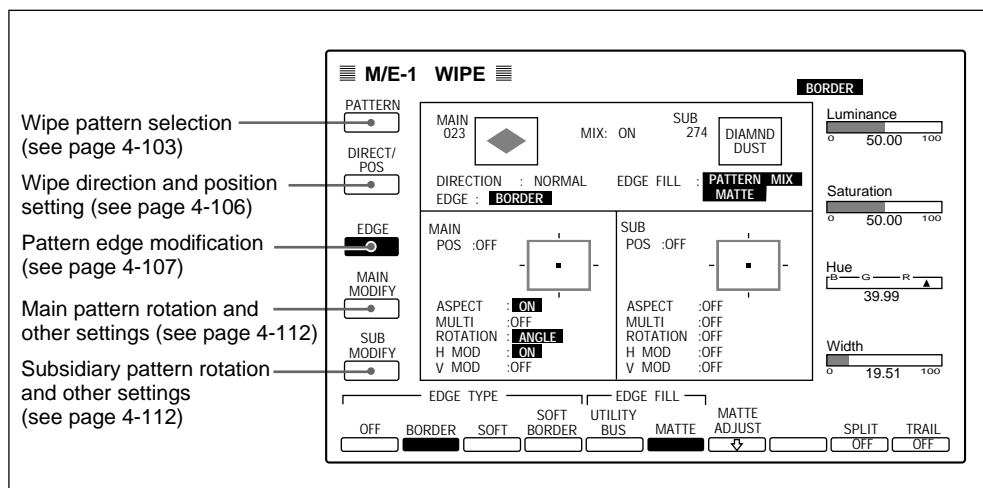 M/E-1 WIPE
BORDER
Wipe pattern selection
(see page 4-103)
Wipe direction and position
setting (see page 4-106)
Pattern edge modification
(see page 4-107)
Main pattern rotation and
other settings (see page 4-112)
Subsidiary pattern rotation
and other settings
(see page 4-112)
PATTERN
DIRECT/
POS
EDGE
MAIN
MODIFY
SUB
MODIFY
MAIN
023
MIX: ON
SUB
274
DIAMND
DUST
DIRECTION : NORMAL
EDGE FILL : PATTERN MIX
MATTE
EDGE : BORDER
MAIN
POS :OFF
ASPECT : ON
MULTI :OFF
ROTATION : ANGLE
H MOD : ON
V MOD :OFF
SUB
POS :OFF
ASPECT :OFF
MULTI :OFF
ROTATION :OFF
H MOD :OFF
V MOD :OFF
Luminance
0 50.00 100
Saturation
0 50.00 100
Hue
B G R
39.99
Width
0 19.51 100
EDGE TYPE
EDGE FILL
OFF
BORDER
SOFT
SOFT
BORDER
UTILITY
BUS
MATTE
MATTE
ADJUST
SPLIT
OFF
TRAIL
OFF